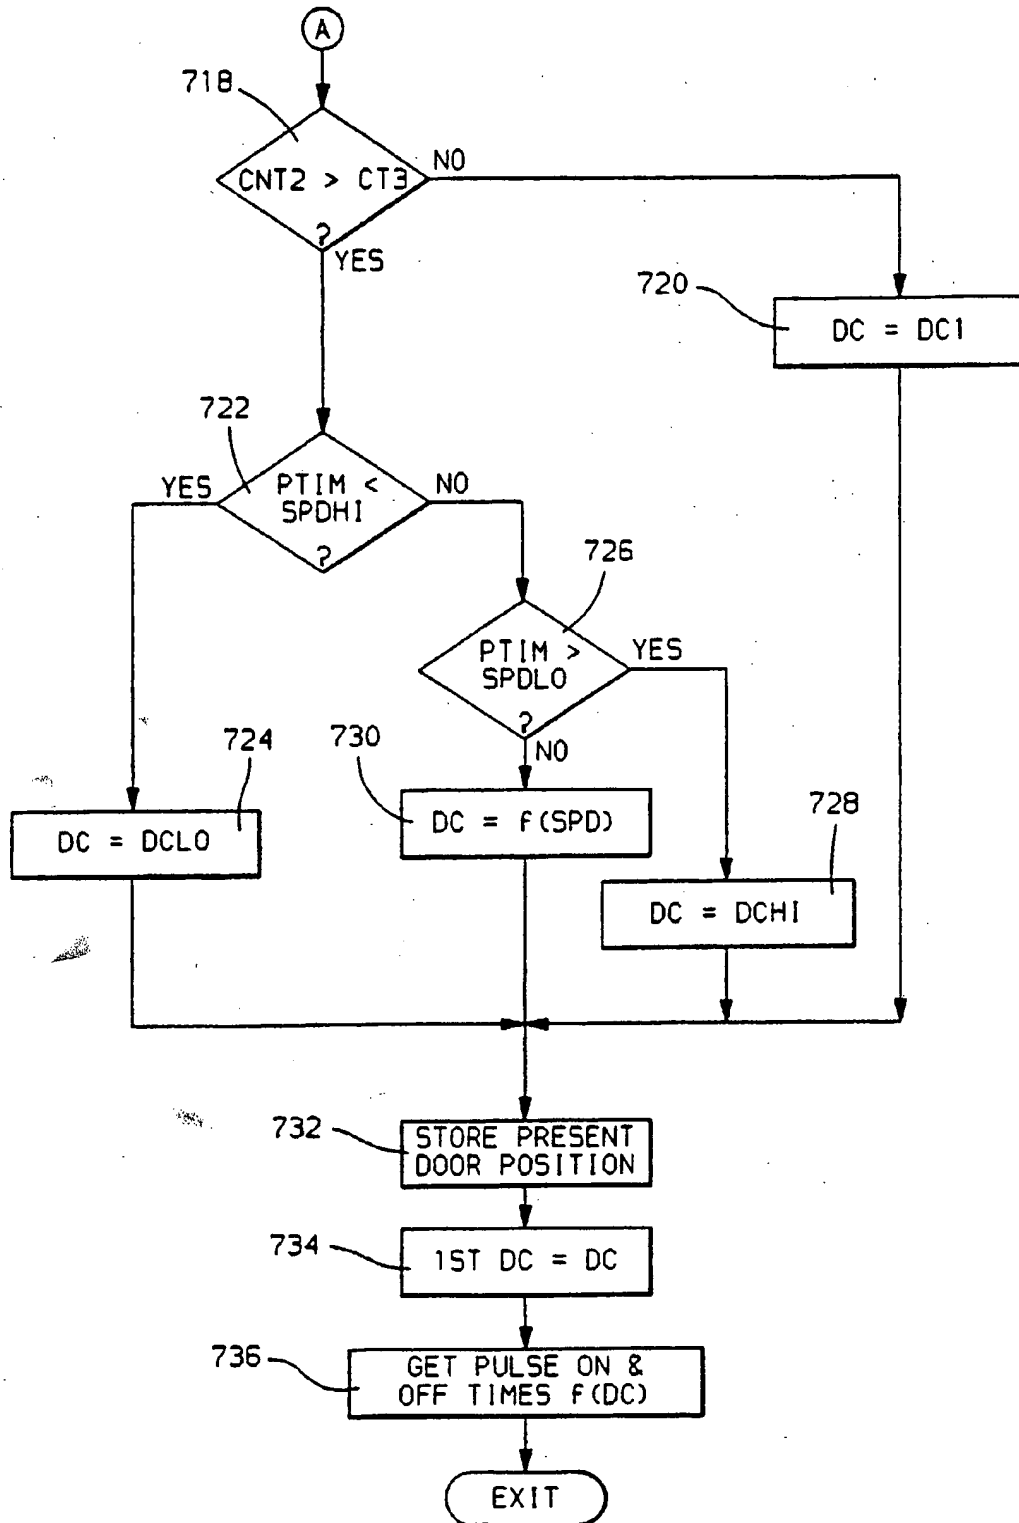 A
718
CNT2 > CT3
?
NO
YES
720
DC = DC1
722
YES
PTIM <
SPDHI
?
NO
726
PTIM >
SPDLO
?
YES
NO
724
DC = DCLO
730
DC = f(SPD)
728
DC = DCHI
732
STORE PRESENT
DOOR POSITION
734
1ST DC = DC
736
GET PULSE ON &
OFF TIMES f(DC)
EXIT